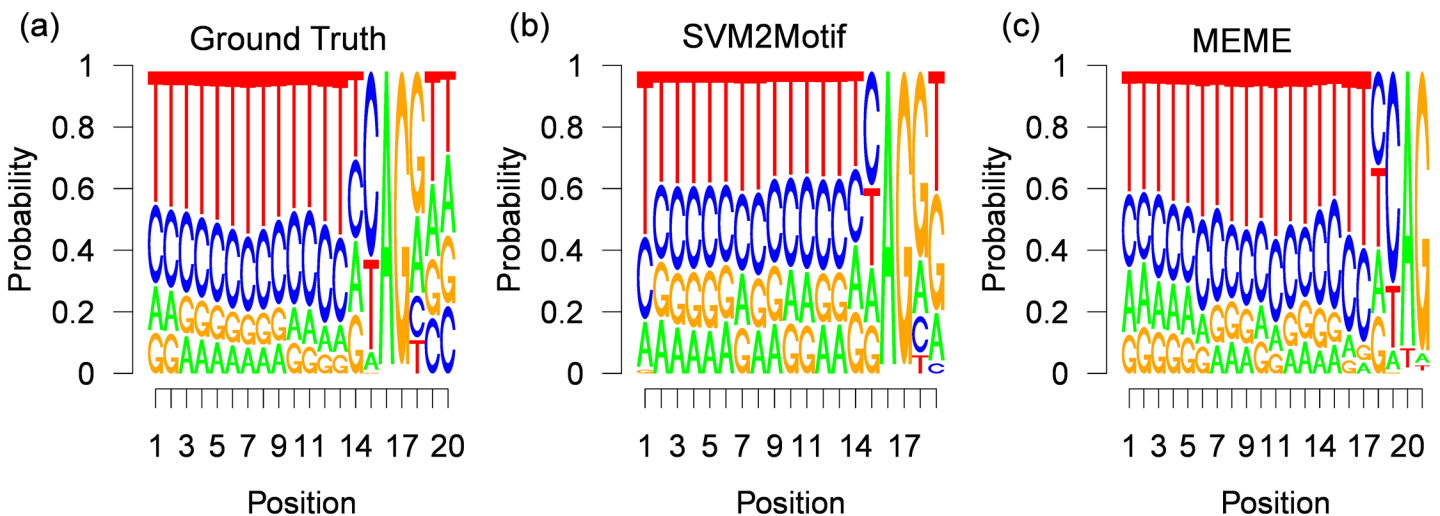 (a)
Ground Truth
Probability
1
0.8
0.6
0.4
0.2
0
1 3 5 7 9 11 14 17 20
Position
(b)
SVM2Motif
Probability
1
0.8
0.6
0.4
0.2
0
1 3 5 7 9 11 14 17
Position
(c)
MEME
Probability
1
0.8
0.6
0.4
0.2
0
1 3 5 7 9 11 14 17 20
Position